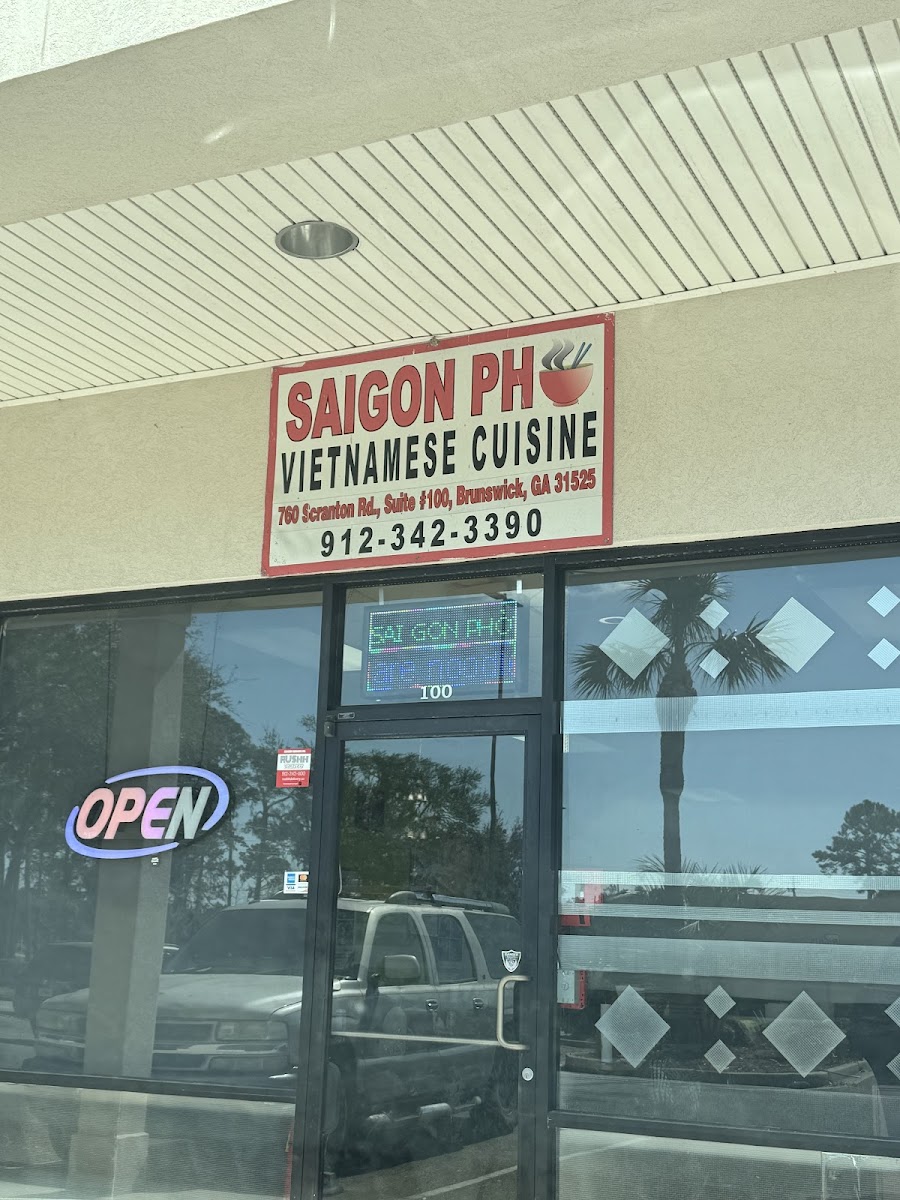 SAIGON PH
VIETNAMESE CUISINE
760 Scranton Rd., Suite #100, Brunswick, GA 31525
912-342-3390
SAI GON PHO
100
RUSHH
OPEN
VISA